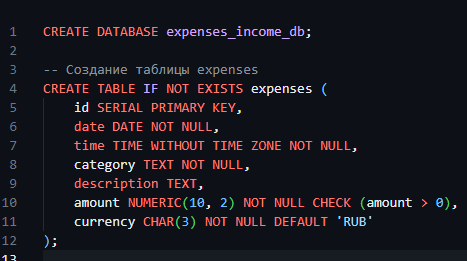 1 CREATE DATABASE expenses_income_db;
2
3 -- Создание таблицы expenses
4 CREATE TABLE IF NOT EXISTS expenses (
5 id SERIAL PRIMARY KEY,
6 date DATE NOT NULL,
7 time TIME WITHOUT TIME ZONE NOT NULL,
8 category TEXT NOT NULL,
9 description TEXT,
10 amount NUMERIC(10, 2) NOT NULL CHECK (amount > 0),
11 currency CHAR(3) NOT NULL DEFAULT 'RUB'
12 );
13